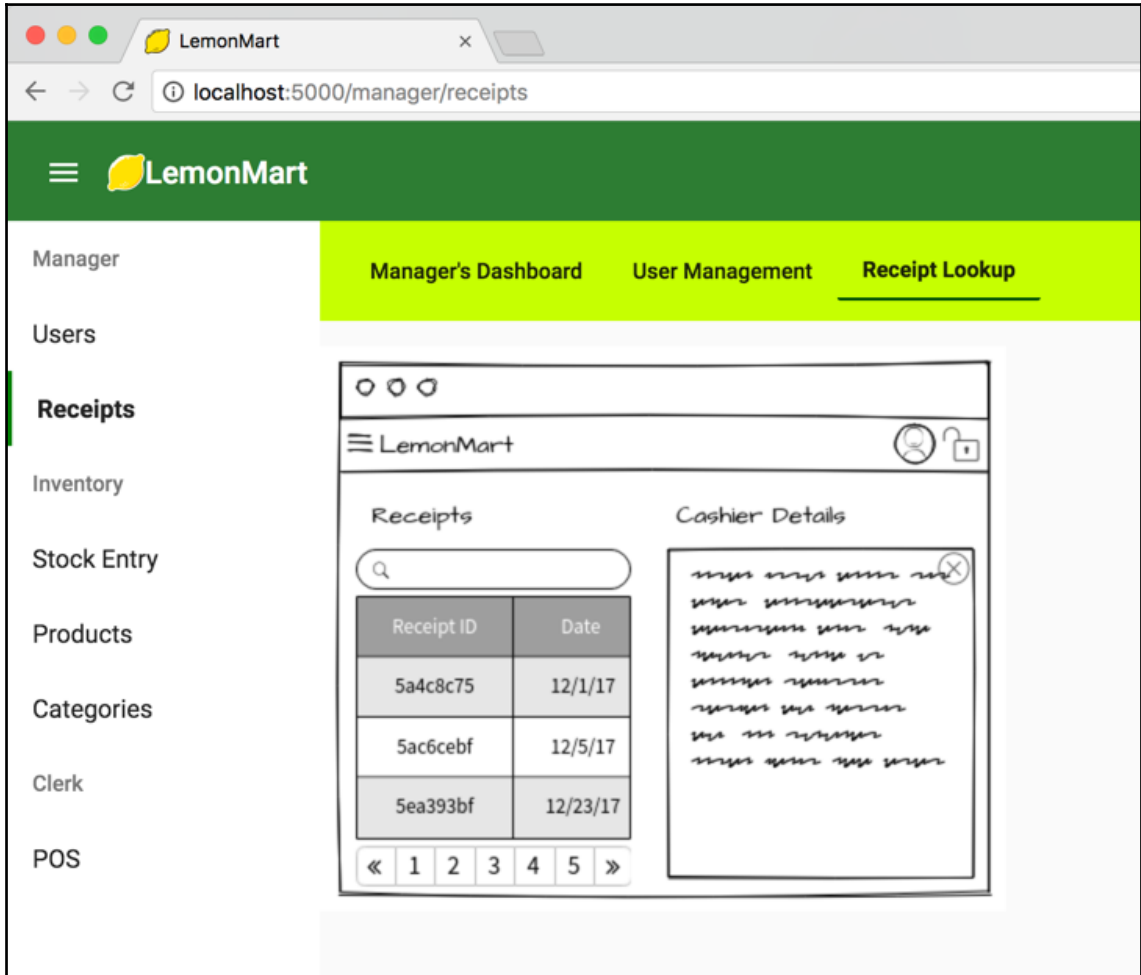 LemonMart
localhost:5000/manager/receipts
LemonMart
Manager
Users
Receipts
Inventory
Stock Entry
Products
Categories
Clerk
POS
Manager's Dashboard User Management Receipt Lookup
LemonMart
Receipts
Receipt ID Date
5a4c8c75 12/1/17
5ac6cebf 12/5/17
5ea393bf 12/23/17
« 1 2 3 4 5 »
Cashier Details